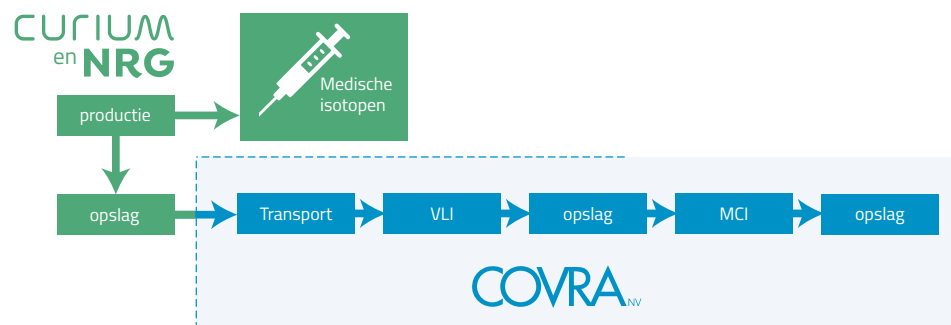 CURIUM
en NRG
Medische
isotopen
productie
opslag
Transport
VLI
opslag
MCI
opslag
COVRA NV